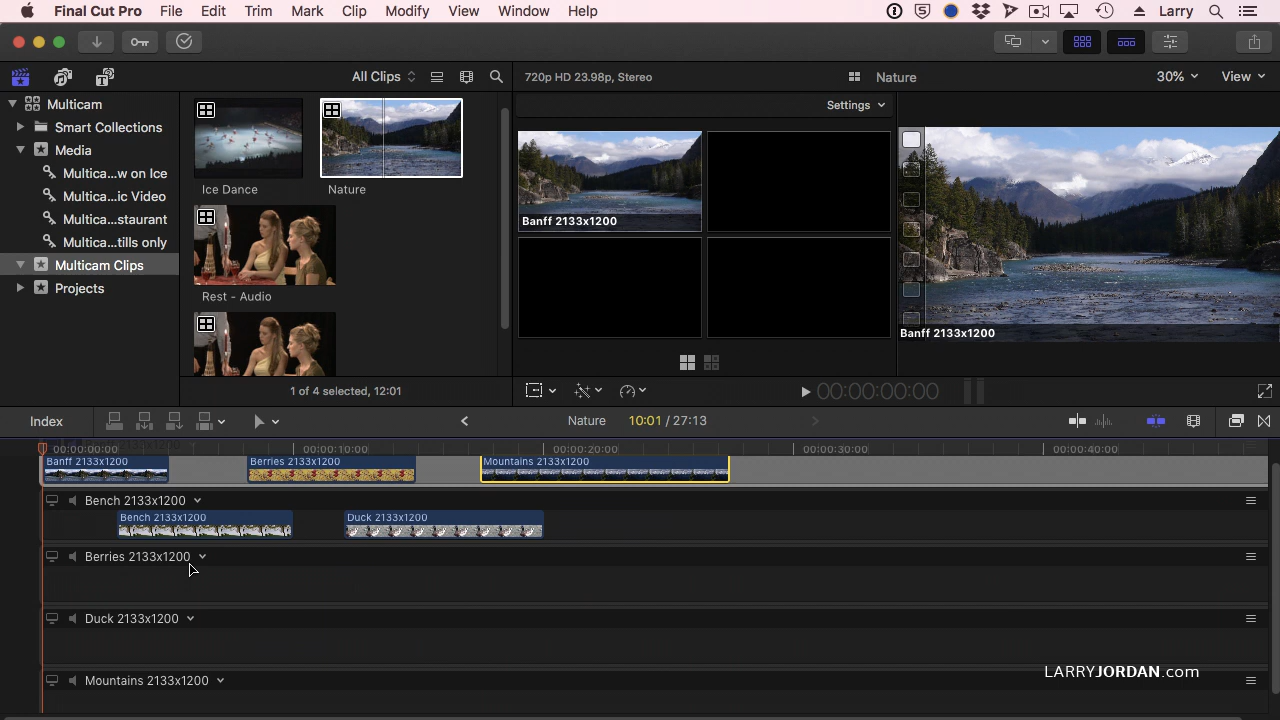 Final Cut Pro File Edit Trim Mark Clip Modify View Window Help Larry
All Clips
720p HD 23.98p, Stereo Nature 30% View
Multicam
Smart Collections
Media
Multica...w on Ice
Multica...ic Video
Multica...staurant
Multica...tills only
Multicam Clips
Projects
Ice Dance Nature
Rest - Audio
1 of 4 selected, 12:01
Settings
Banff 2133x1200
Banff 2133x1200
00:00:00:00
Index Nature 10:01 / 27:13
00:00:00:00 00:00:10:00 00:00:20:00 00:00:30:00 00:00:40:00
Banff 2133x1200 Berries 2133x1200 Mountains 2133x1200
Bench 2133x1200
Bench 2133x1200 Duck 2133x1200
Berries 2133x1200
Duck 2133x1200
Mountains 2133x1200
LARRYJORDAN.com